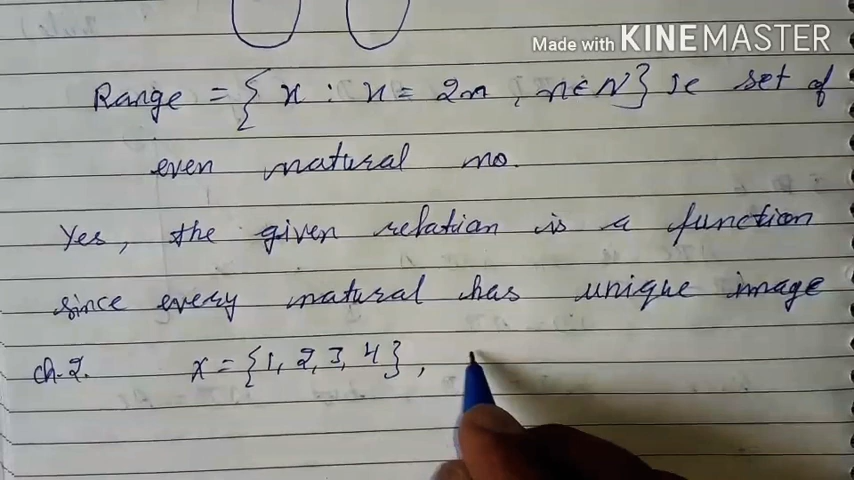 Made with KINEMASTER
Range = { x : x = 2n , n ∈ N } ie set of
even natural no.
Yes, the given relation is a function
since every natural has unique image
ch-2. x = {1, 2, 3, 4} ,